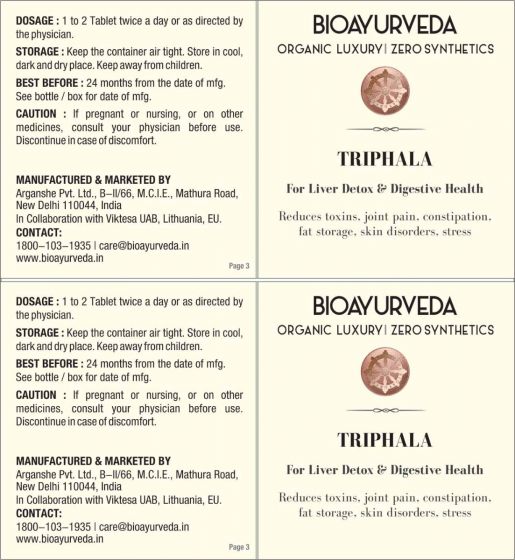 DOSAGE : 1 to 2 Tablet twice a day or as directed by
the physician.
STORAGE : Keep the container air tight. Store in cool,
dark and dry place. Keep away from children.
BEST BEFORE : 24 months from the date of mfg.
See bottle / box for date of mfg.
CAUTION : If pregnant or nursing, or on other
medicines, consult your physician before use.
Discontinue in case of discomfort.
MANUFACTURED & MARKETED BY
Arganshe Pvt. Ltd., B–II/66, M.C.I.E., Mathura Road,
New Delhi 110044, India
In Collaboration with Viktesa UAB, Lithuania, EU.
CONTACT:
1800–103–1935 | care@bioayurveda.in
www.bioayurveda.in
Page 3
BIOAYURVEDA
ORGANIC LUXURY | ZERO SYNTHETICS
TRIPHALA
For Liver Detox & Digestive Health
Reduces toxins, joint pain, constipation,
fat storage, skin disorders, stress
DOSAGE : 1 to 2 Tablet twice a day or as directed by
the physician.
STORAGE : Keep the container air tight. Store in cool,
dark and dry place. Keep away from children.
BEST BEFORE : 24 months from the date of mfg.
See bottle / box for date of mfg.
CAUTION : If pregnant or nursing, or on other
medicines, consult your physician before use.
Discontinue in case of discomfort.
MANUFACTURED & MARKETED BY
Arganshe Pvt. Ltd., B–II/66, M.C.I.E., Mathura Road,
New Delhi 110044, India
In Collaboration with Viktesa UAB, Lithuania, EU.
CONTACT:
1800–103–1935 | care@bioayurveda.in
www.bioayurveda.in
Page 3
BIOAYURVEDA
ORGANIC LUXURY | ZERO SYNTHETICS
TRIPHALA
For Liver Detox & Digestive Health
Reduces toxins, joint pain, constipation,
fat storage, skin disorders, stress